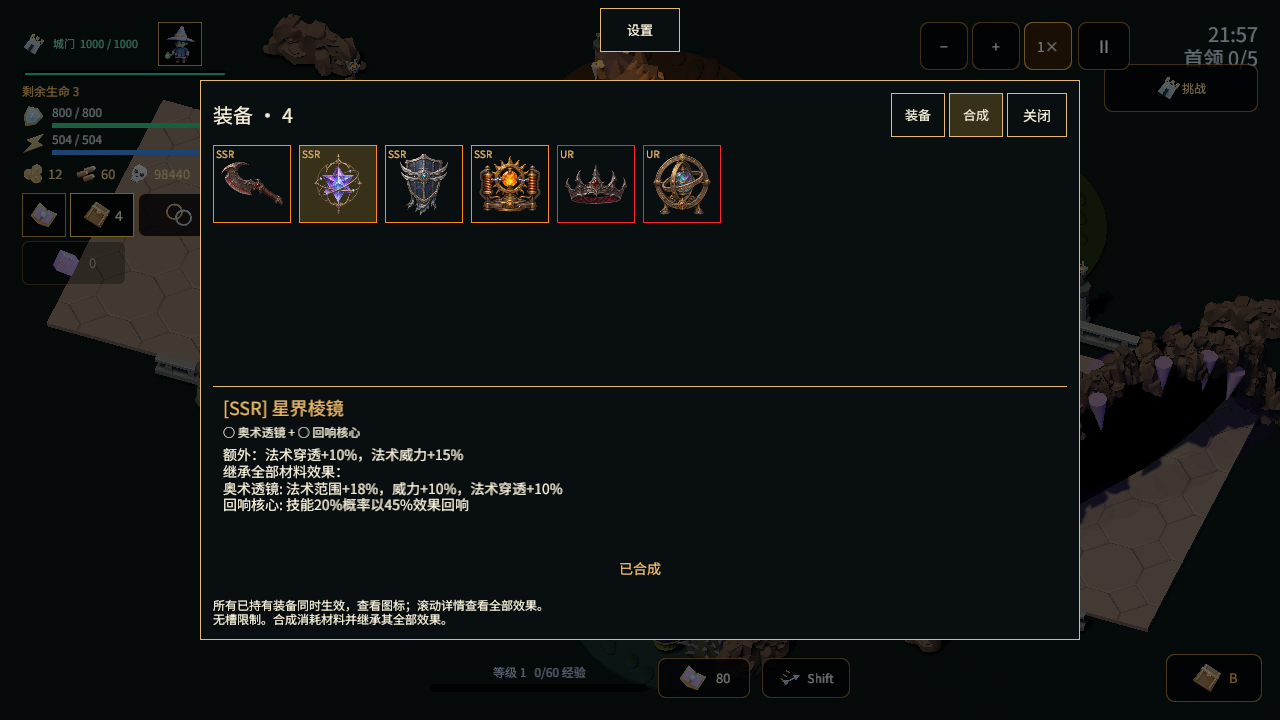 设置
城门 1000 / 1000
21:57
首领 0/5
－
＋
1×
挑战
剩余生命 3
800 / 800
504 / 504
12
60
98440
4
0
装备 · 4
装备
合成
关闭
SSR
SSR
SSR
SSR
UR
UR
[SSR] 星界棱镜
○ 奥术透镜 + ○ 回响核心
额外：法术穿透+10%，法术威力+15%
继承全部材料效果：
奥术透镜: 法术范围+18%，威力+10%，法术穿透+10%
回响核心: 技能20%概率以45%效果回响
已合成
所有已持有装备同时生效，查看图标；滚动详情查看全部效果。
无槽限制。合成消耗材料并继承其全部效果。
等级 1 0/60 经验
80
Shift
B